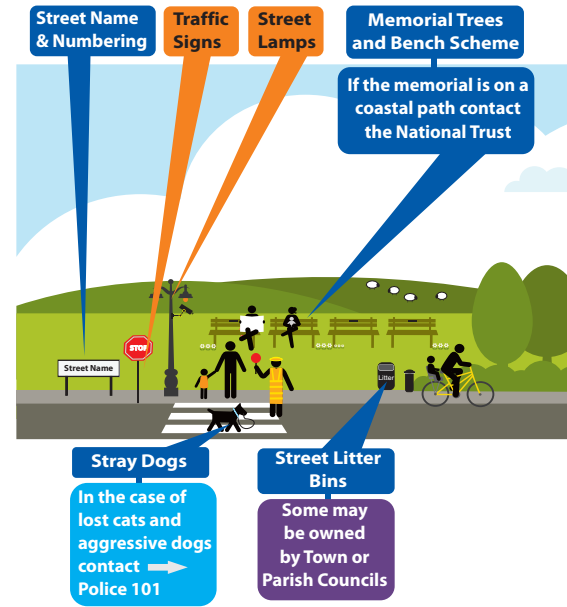 Street Name
& Numbering
Traffic
Signs
Street
Lamps
Memorial Trees
and Bench Scheme
If the memorial is on a
coastal path contact
the National Trust
STOP
Street Name
Litter
Stray Dogs
In the case of
lost cats and
aggressive dogs
contact
Police 101
Street Litter
Bins
Some may
be owned
by Town or
Parish Councils